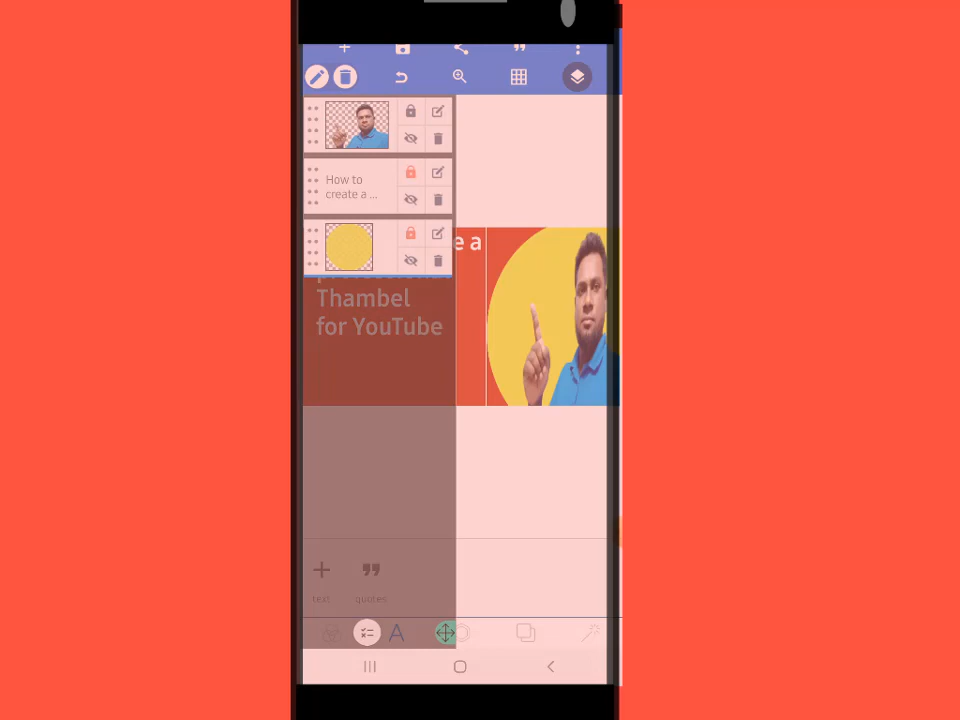 How to
create a ...
e a
Thambel
for YouTube
text
quotes